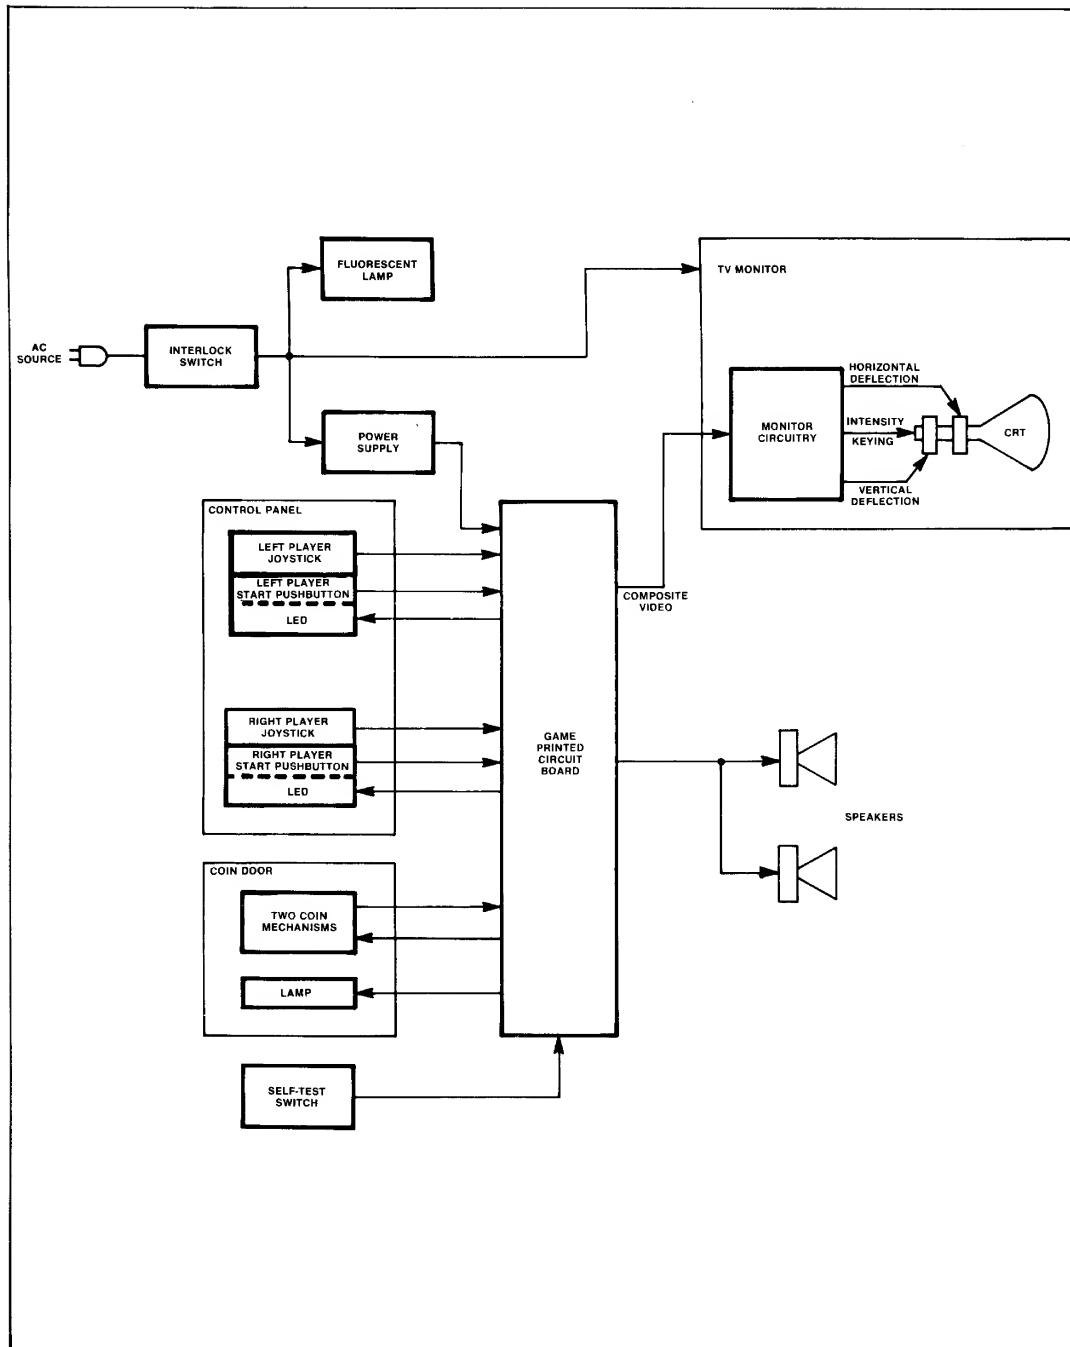 FLUORESCENT
LAMP
TV MONITOR
AC
SOURCE
INTERLOCK
SWITCH
HORIZONTAL
DEFLECTION
MONITOR
CIRCUITRY
INTENSITY
KEYING
CRT
VERTICAL
DEFLECTION
POWER
SUPPLY
CONTROL PANEL
LEFT PLAYER
JOYSTICK
LEFT PLAYER
START PUSHBUTTON
LED
COMPOSITE
VIDEO
RIGHT PLAYER
JOYSTICK
RIGHT PLAYER
START PUSHBUTTON
LED
GAME
PRINTED
CIRCUIT
BOARD
SPEAKERS
COIN DOOR
TWO COIN
MECHANISMS
LAMP
SELF-TEST
SWITCH